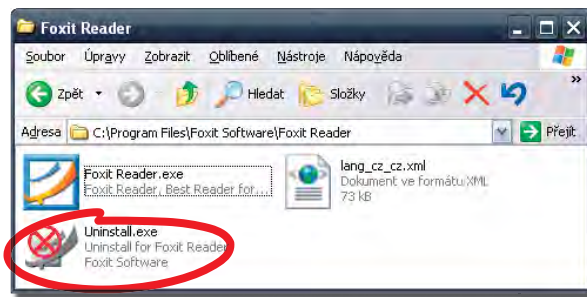 Foxit Reader
Soubor Úpravy Zobrazit Oblíbené Nástroje Nápověda
Zpět Hledat Složky »
Adresa C:\Program Files\Foxit Software\Foxit Reader Přejít
Foxit Reader.exe
Foxit Reader, Best Reader for...
lang_cz_cz.xml
Dokument ve formátu XML
73 kB
Uninstall.exe
Uninstall for Foxit Reader
Foxit Software